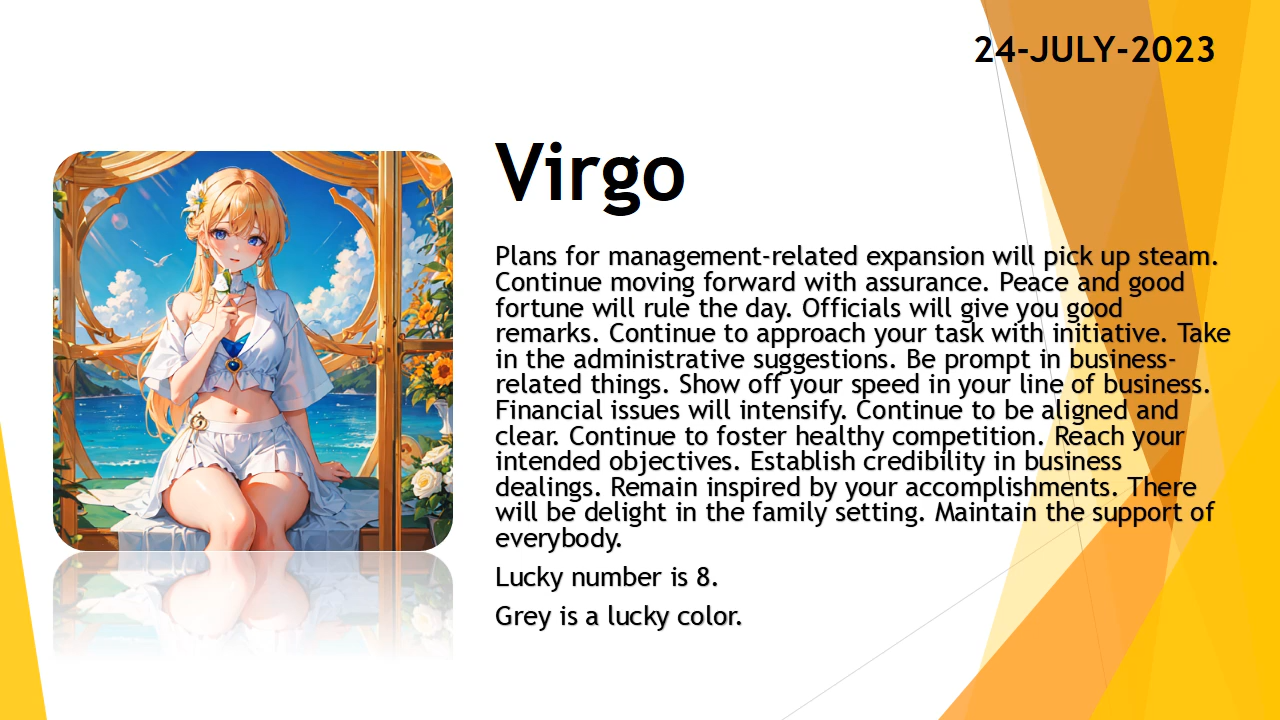 24-JULY-2023
Virgo
Plans for management-related expansion will pick up steam.
Continue moving forward with assurance. Peace and good
fortune will rule the day. Officials will give you good
remarks. Continue to approach your task with initiative. Take
in the administrative suggestions. Be prompt in business-
related things. Show off your speed in your line of business.
Financial issues will intensify. Continue to be aligned and
clear. Continue to foster healthy competition. Reach your
intended objectives. Establish credibility in business
dealings. Remain inspired by your accomplishments. There
will be delight in the family setting. Maintain the support of
everybody.
Lucky number is 8.
Grey is a lucky color.